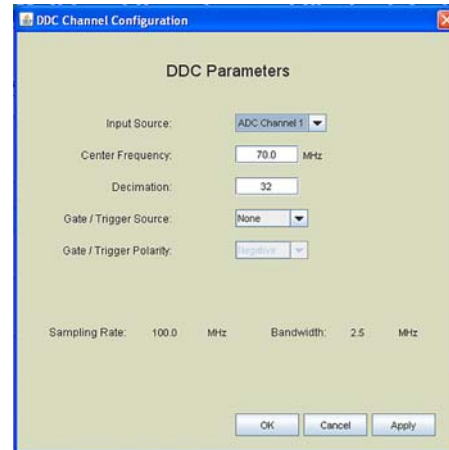 DDC Channel Configuration
DDC Parameters
Input Source: ADC Channel 1
Center Frequency: 70.0 MHz
Decimation: 32
Gate / Trigger Source: None
Gate / Trigger Polarity: Negative
Sampling Rate: 100.0 MHz Bandwidth: 2.5 MHz
OK Cancel Apply